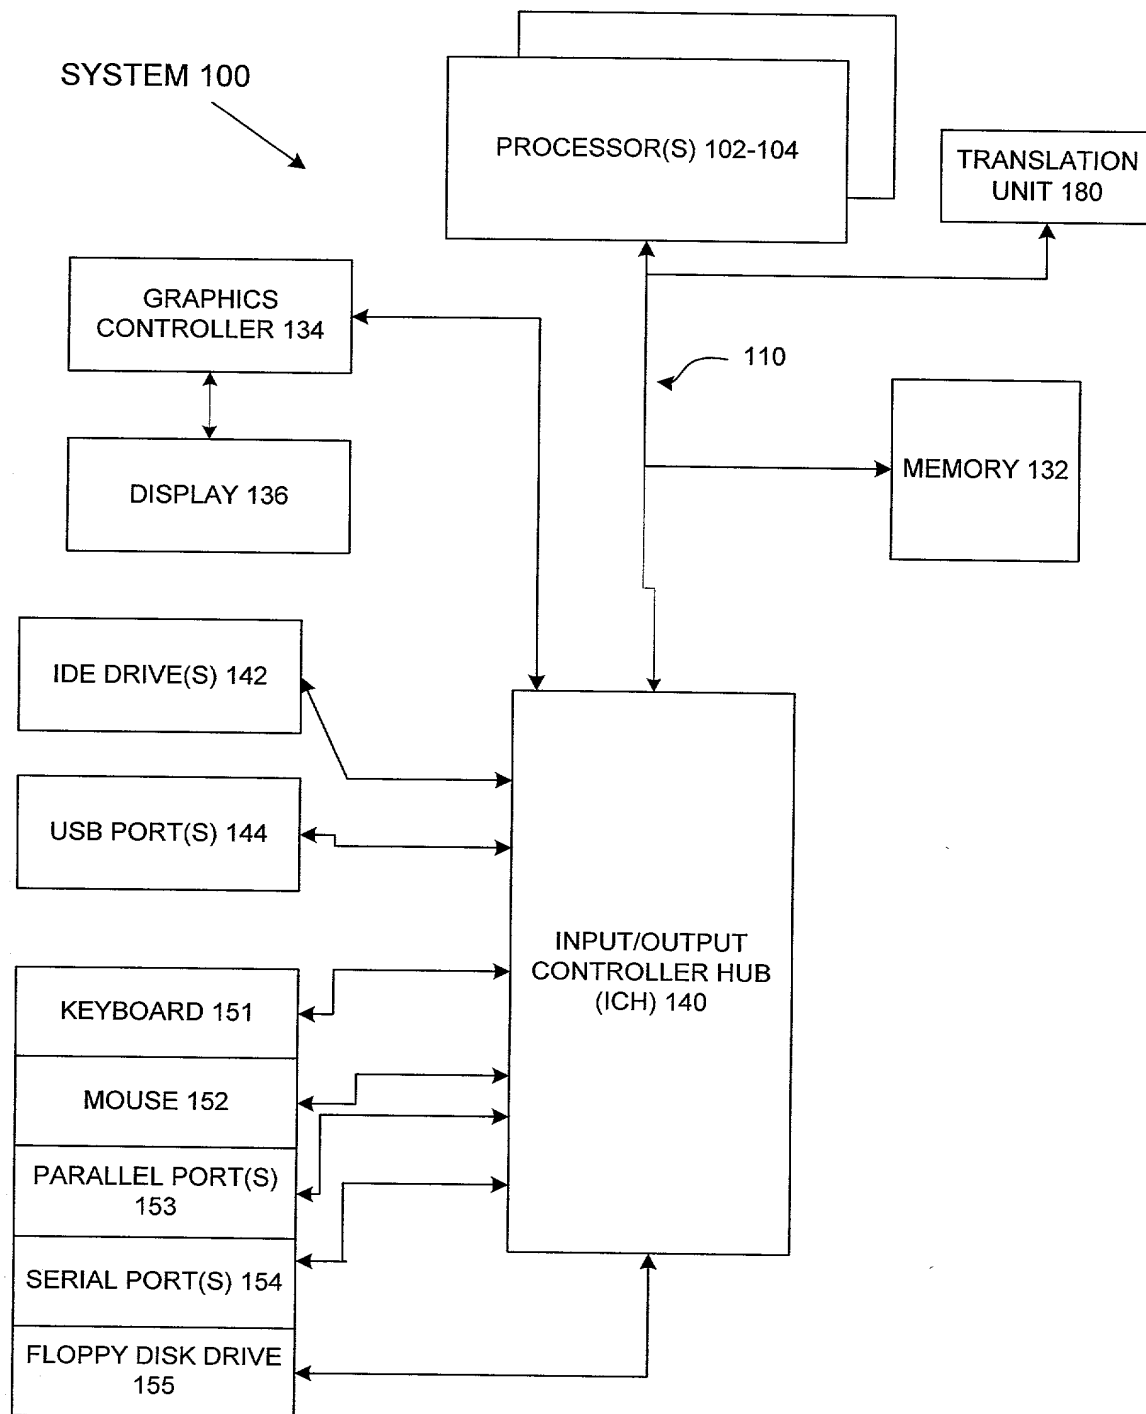 SYSTEM 100
PROCESSOR(S) 102-104
TRANSLATION
UNIT 180
GRAPHICS
CONTROLLER 134
110
MEMORY 132
DISPLAY 136
IDE DRIVE(S) 142
USB PORT(S) 144
INPUT/OUTPUT
CONTROLLER HUB
(ICH) 140
KEYBOARD 151
MOUSE 152
PARALLEL PORT(S)
153
SERIAL PORT(S) 154
FLOPPY DISK DRIVE
155